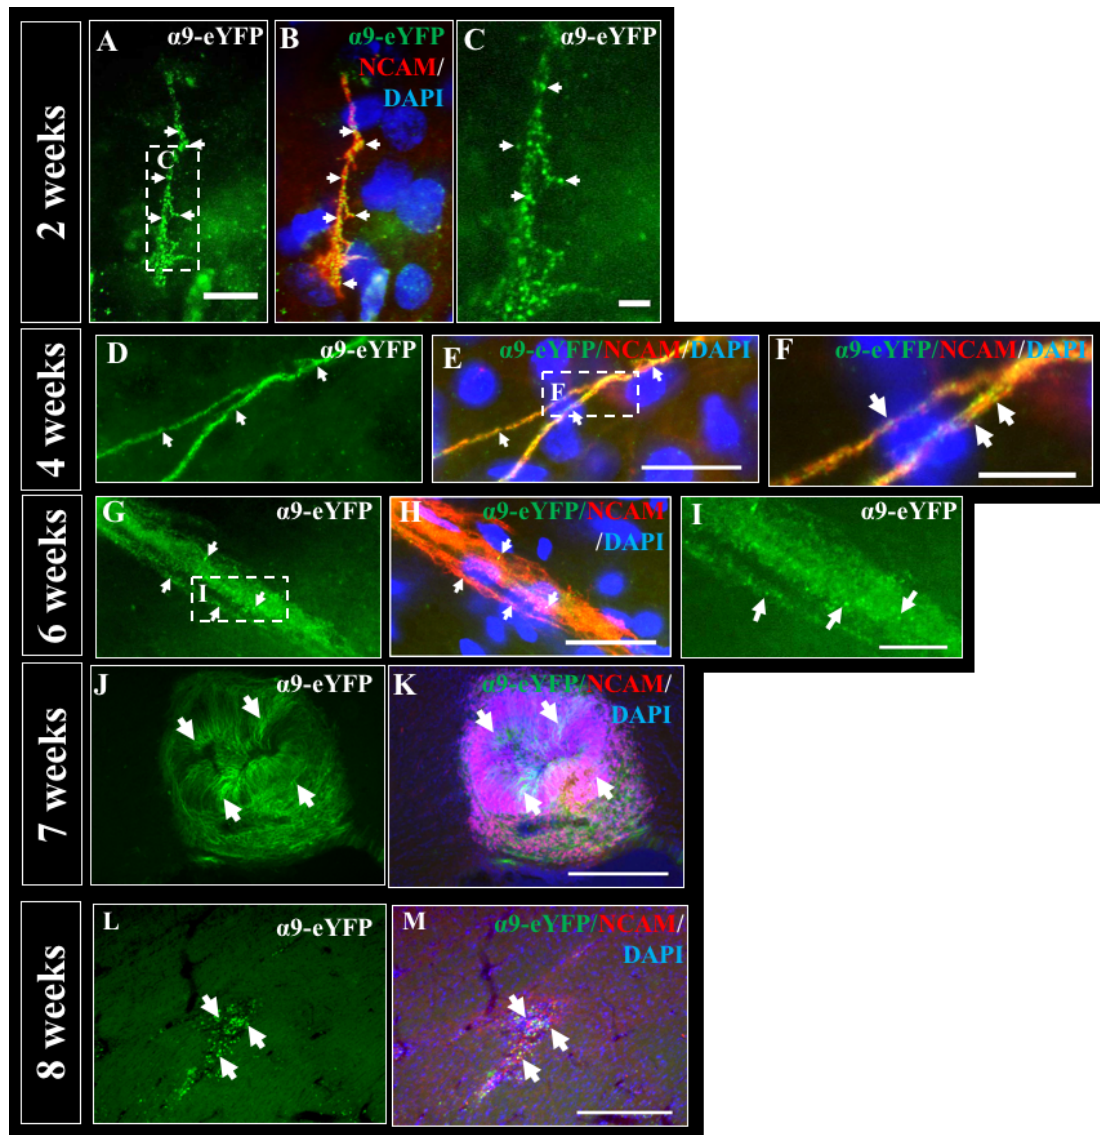 2 weeks
A
α9-eYFP
C
B
α9-eYFP
NCAM/
DAPI
C
α9-eYFP
4 weeks
D
α9-eYFP
E
α9-eYFP/NCAM/DAPI
F
F
α9-eYFP/NCAM/DAPI
6 weeks
G
α9-eYFP
I
H
α9-eYFP/NCAM
/DAPI
I
α9-eYFP
7 weeks
J
α9-eYFP
K
α9-eYFP/NCAM/
DAPI
8 weeks
L
α9-eYFP
M
α9-eYFP/NCAM/
DAPI